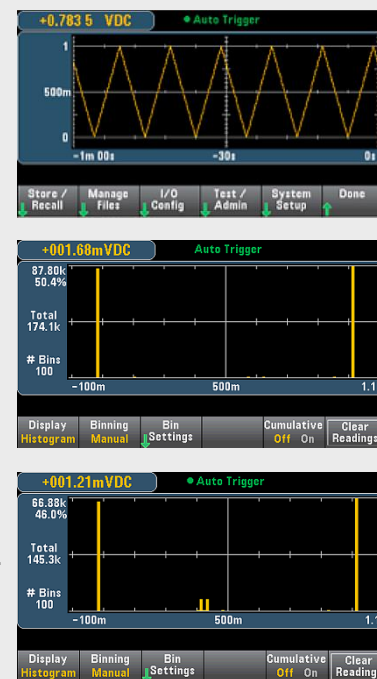 +0.783 5 VDC Auto Trigger
1
500m
0
-1m 00s -30s 0s
Store / Recall Manage Files I/O Config Test / Admin System Setup Done
+001.68mVDC Auto Trigger
87.80k
50.4%
Total
174.1k
# Bins
100
-100m 500m 1.1
Display Binning Bin Cumulative Clear
Histogram Manual Settings Off On Readings
+001.21mVDC Auto Trigger
66.88k
46.0%
Total
145.3k
# Bins
100
-100m 500m 1.1
Display Binning Bin Cumulative Clear
Histogram Manual Settings Off On Reading